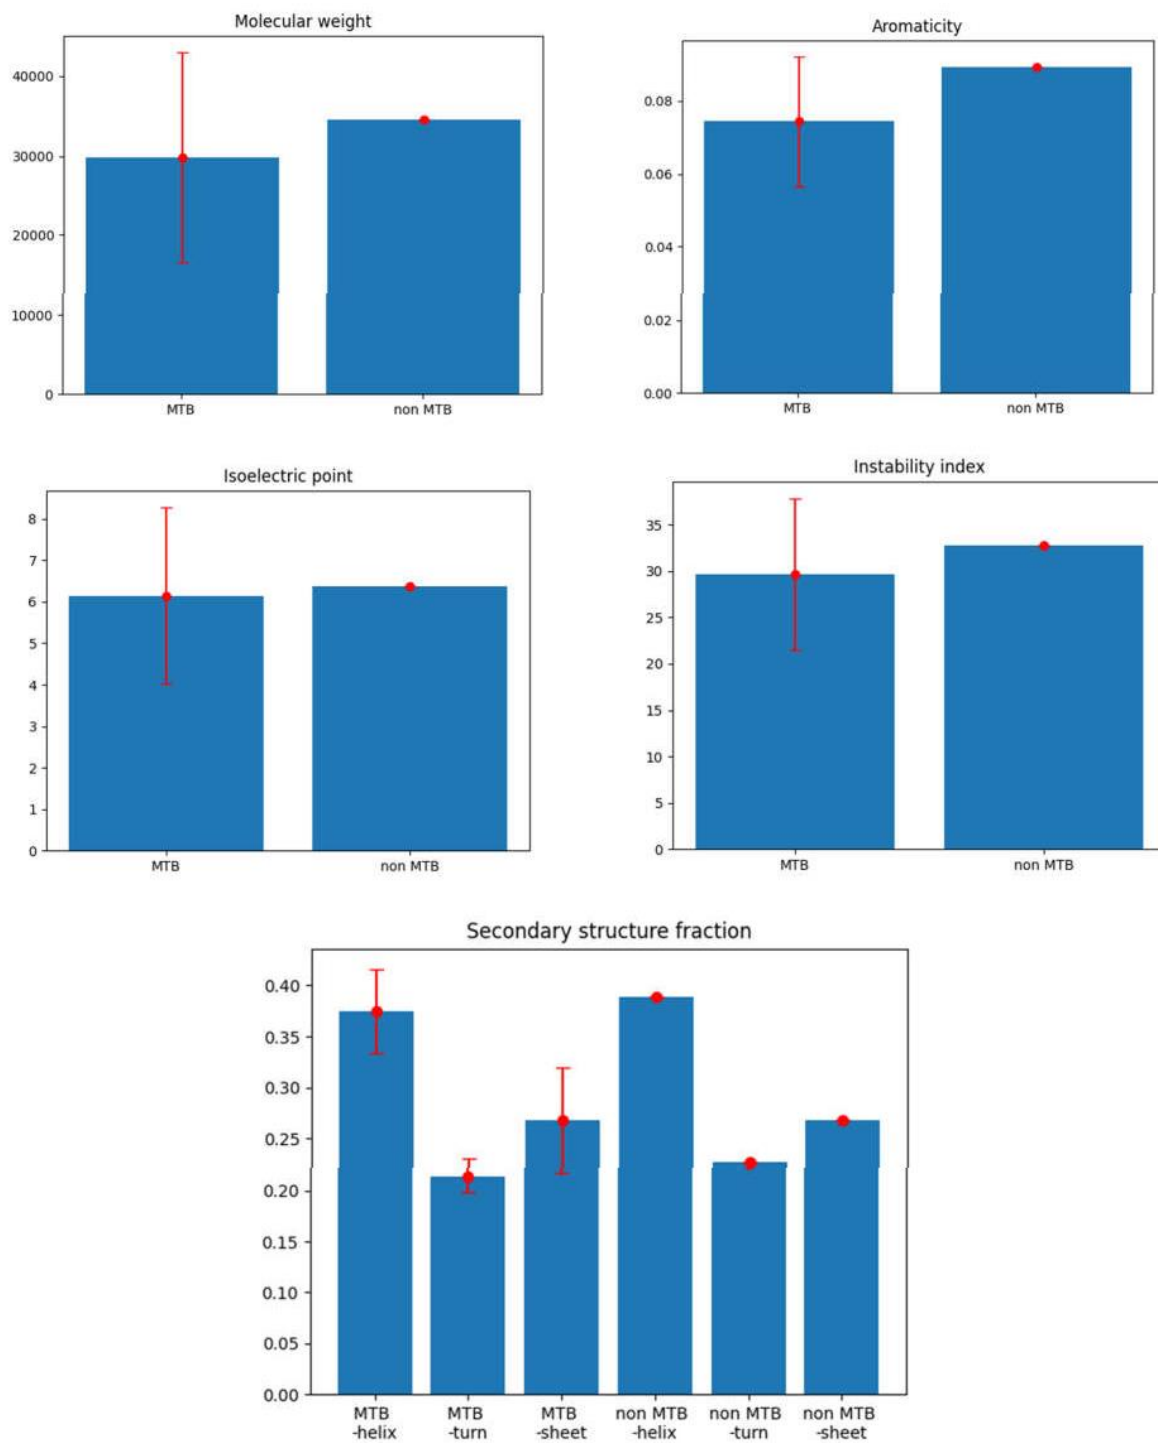 Molecular weight
40000
30000
20000
10000
0
MTB
non MTB
Aromaticity
0.08
0.06
0.04
0.02
0.00
MTB
non MTB
Isoelectric point
8
7
6
5
4
3
2
1
0
MTB
non MTB
Instability index
35
30
25
20
15
10
5
0
MTB
non MTB
Secondary structure fraction
0.40
0.35
0.30
0.25
0.20
0.15
0.10
0.05
0.00
MTB
-helix
MTB
-turn
MTB
-sheet
non MTB
-helix
non MTB
-turn
non MTB
-sheet